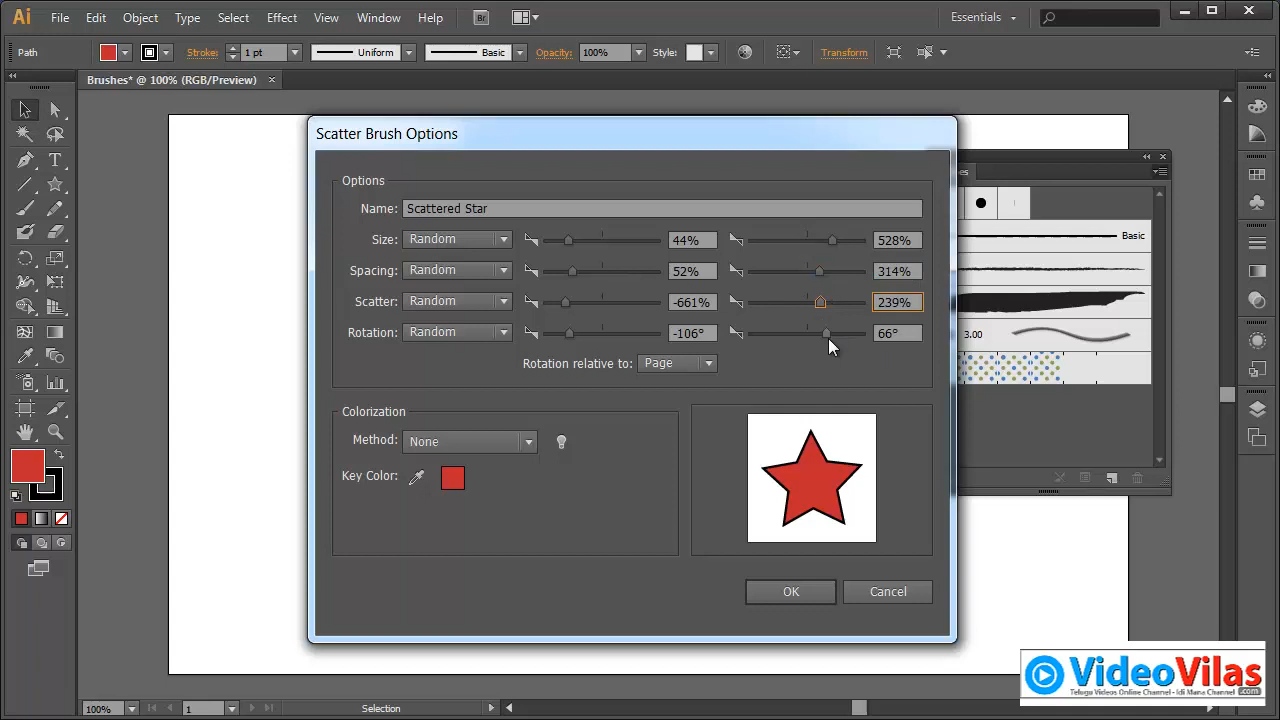 Ai File Edit Object Type Select Effect View Window Help Br Essentials
Path Stroke: 1 pt Uniform Basic Opacity: 100% Style: Transform
Brushes* @ 100% (RGB/Preview)
Scatter Brush Options
Options
Name: Scattered Star
Size: Random 44% 528%
Spacing: Random 52% 314%
Scatter: Random -661% 239%
Rotation: Random -106° 66°
Rotation relative to: Page
Colorization
Method: None
Key Color:
OK Cancel
Basic
3.00
VideoVilas
.com
Telugu Videos Online Channel - Idi Mana Channel
100% 1 Selection